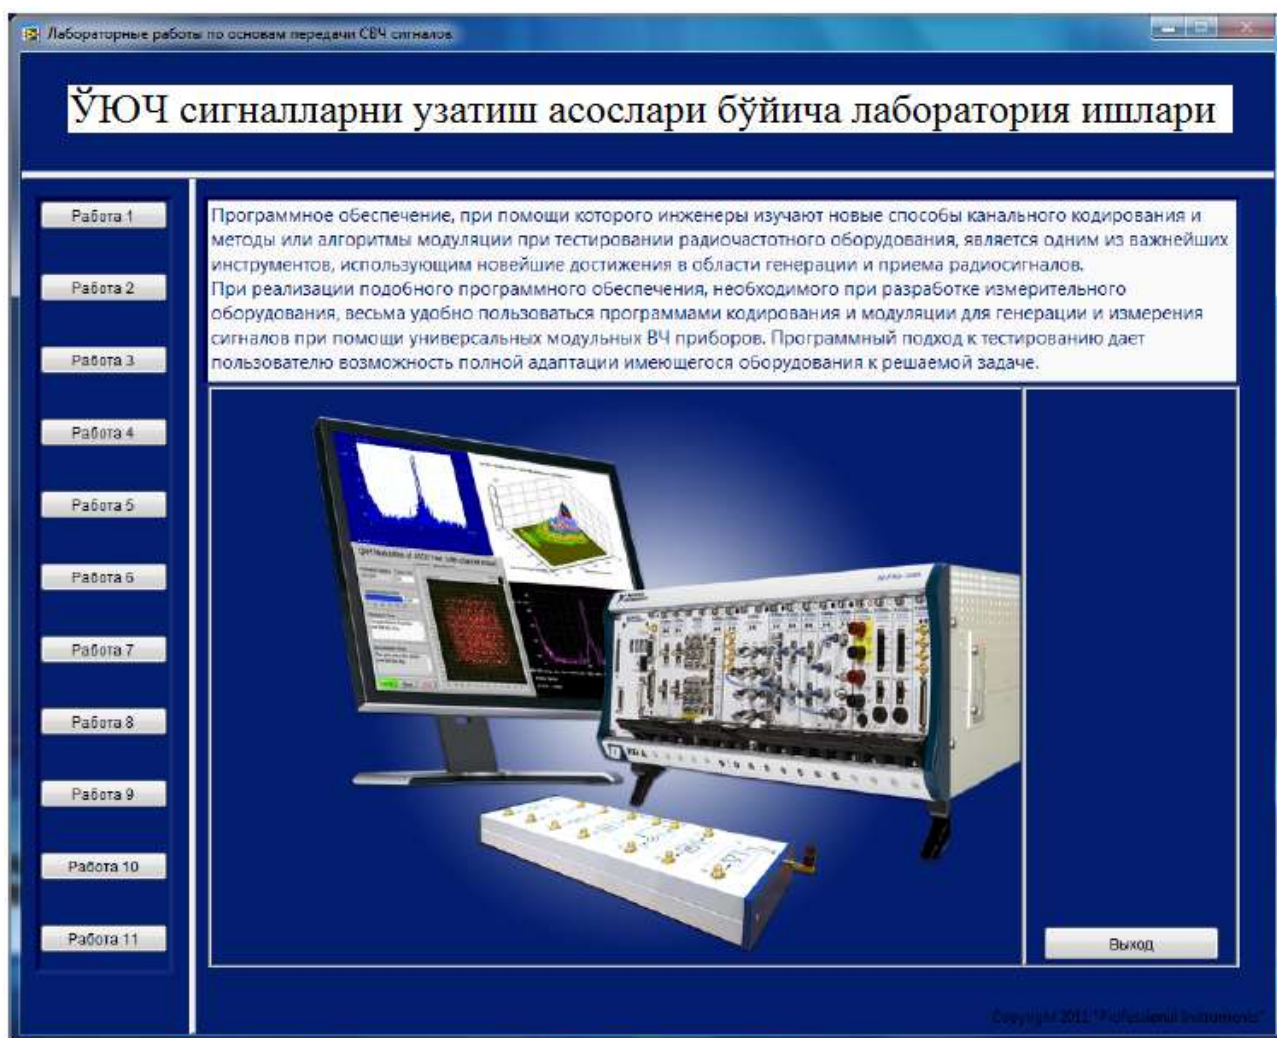 Лабораторные работы по основам передачи СВЧ сигналов
ЎЮЧ сигналларни узатиш асослари бўйича лаборатория ишлари
Работа 1
Работа 2
Работа 3
Работа 4
Работа 5
Работа 6
Работа 7
Работа 8
Работа 9
Работа 10
Работа 11
Программное обеспечение, при помощи которого инженеры изучают новые способы канального кодирования и
методы или алгоритмы модуляции при тестировании радиочастотного оборудования, является одним из важнейших
инструментов, использующим новейшие достижения в области генерации и приема радиосигналов.
При реализации подобного программного обеспечения, необходимого при разработке измерительного
оборудования, весьма удобно пользоваться программами кодирования и модуляции для генерации и измерения
сигналов при помощи универсальных модульных ВЧ приборов. Программный подход к тестированию дает
пользователю возможность полной адаптации имеющегося оборудования к решаемой задаче.
Выход
Copyright 2011 "Professional Instruments"